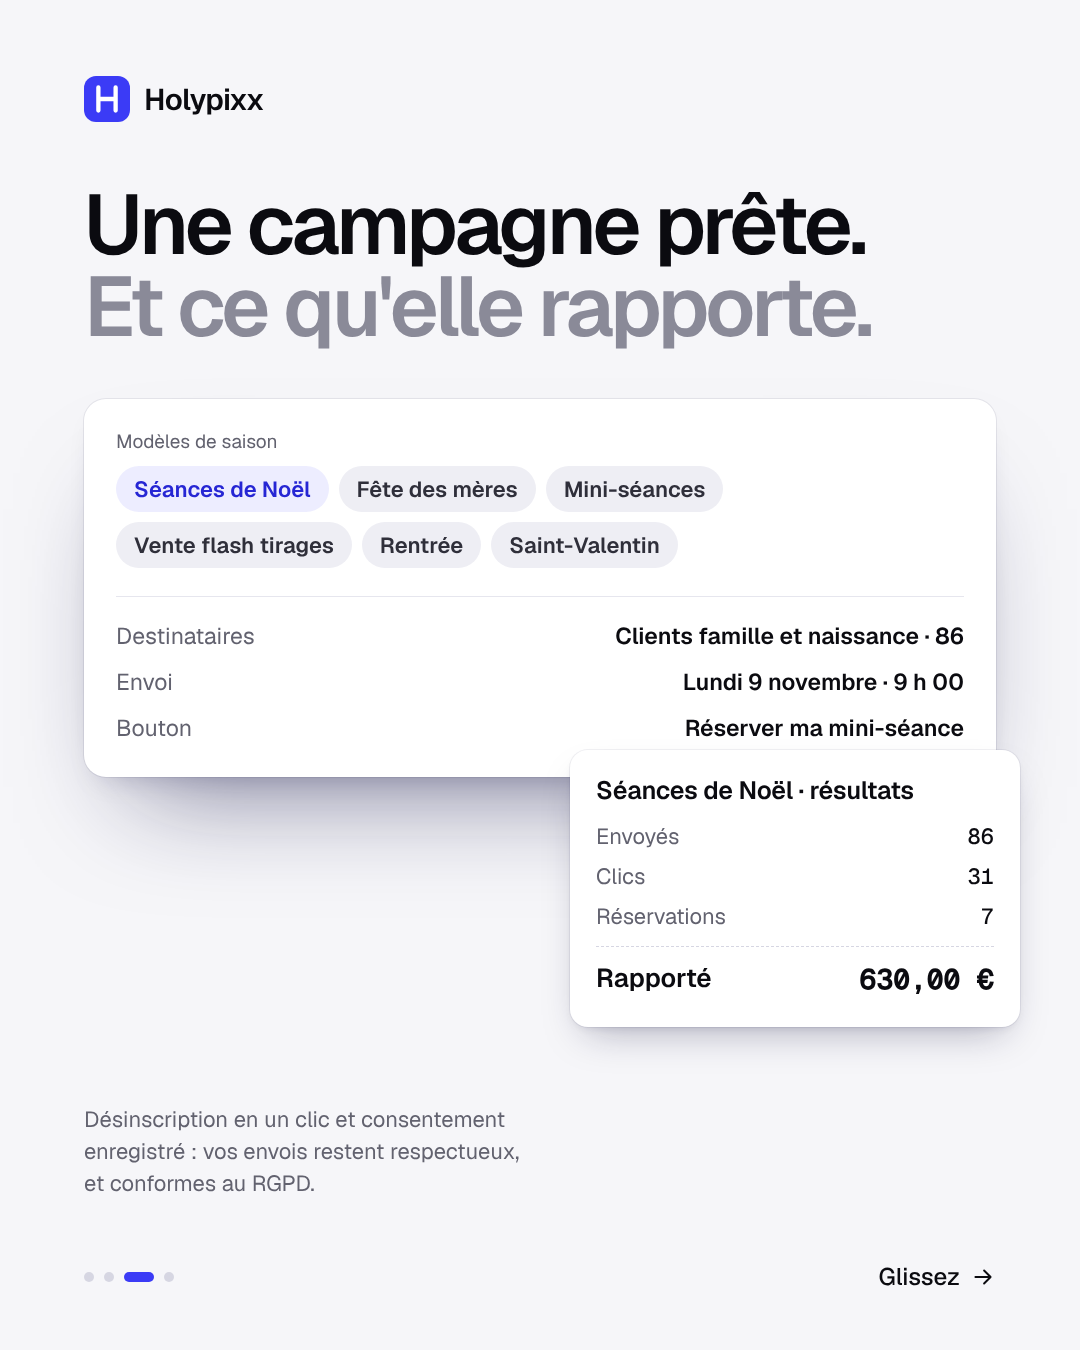 H Holypixx
Une campagne prête.
Et ce qu'elle rapporte.
Modèles de saison
Séances de Noël Fête des mères Mini-séances
Vente flash tirages Rentrée Saint-Valentin
Destinataires Clients famille et naissance · 86
Envoi Lundi 9 novembre · 9 h 00
Bouton Réserver ma mini-séance
Séances de Noël · résultats
Envoyés 86
Clics 31
Réservations 7
Rapporté 630,00 €
Désinscription en un clic et consentement
enregistré : vos envois restent respectueux,
et conformes au RGPD.
Glissez →